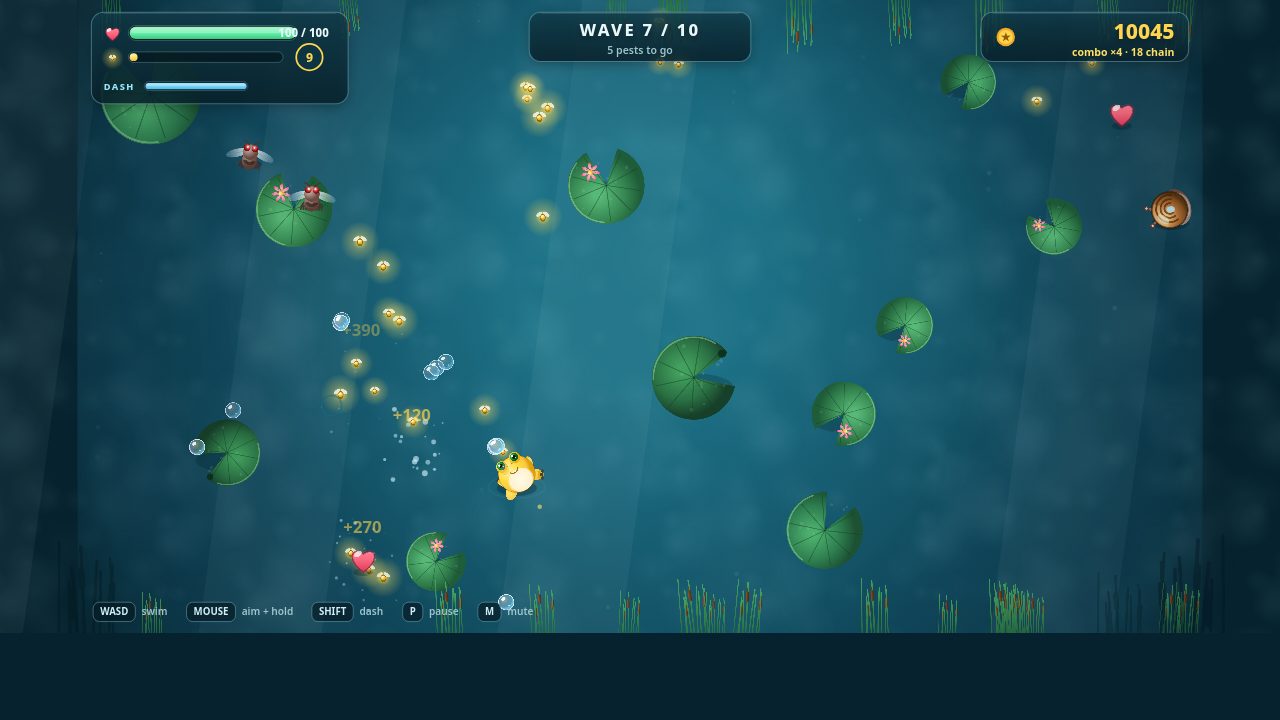 100 / 100
9
DASH
WAVE 7 / 10
5 pests to go
10045
combo ×4 · 18 chain
+390
+120
+270
WASD swim MOUSE aim + hold SHIFT dash P pause M mute